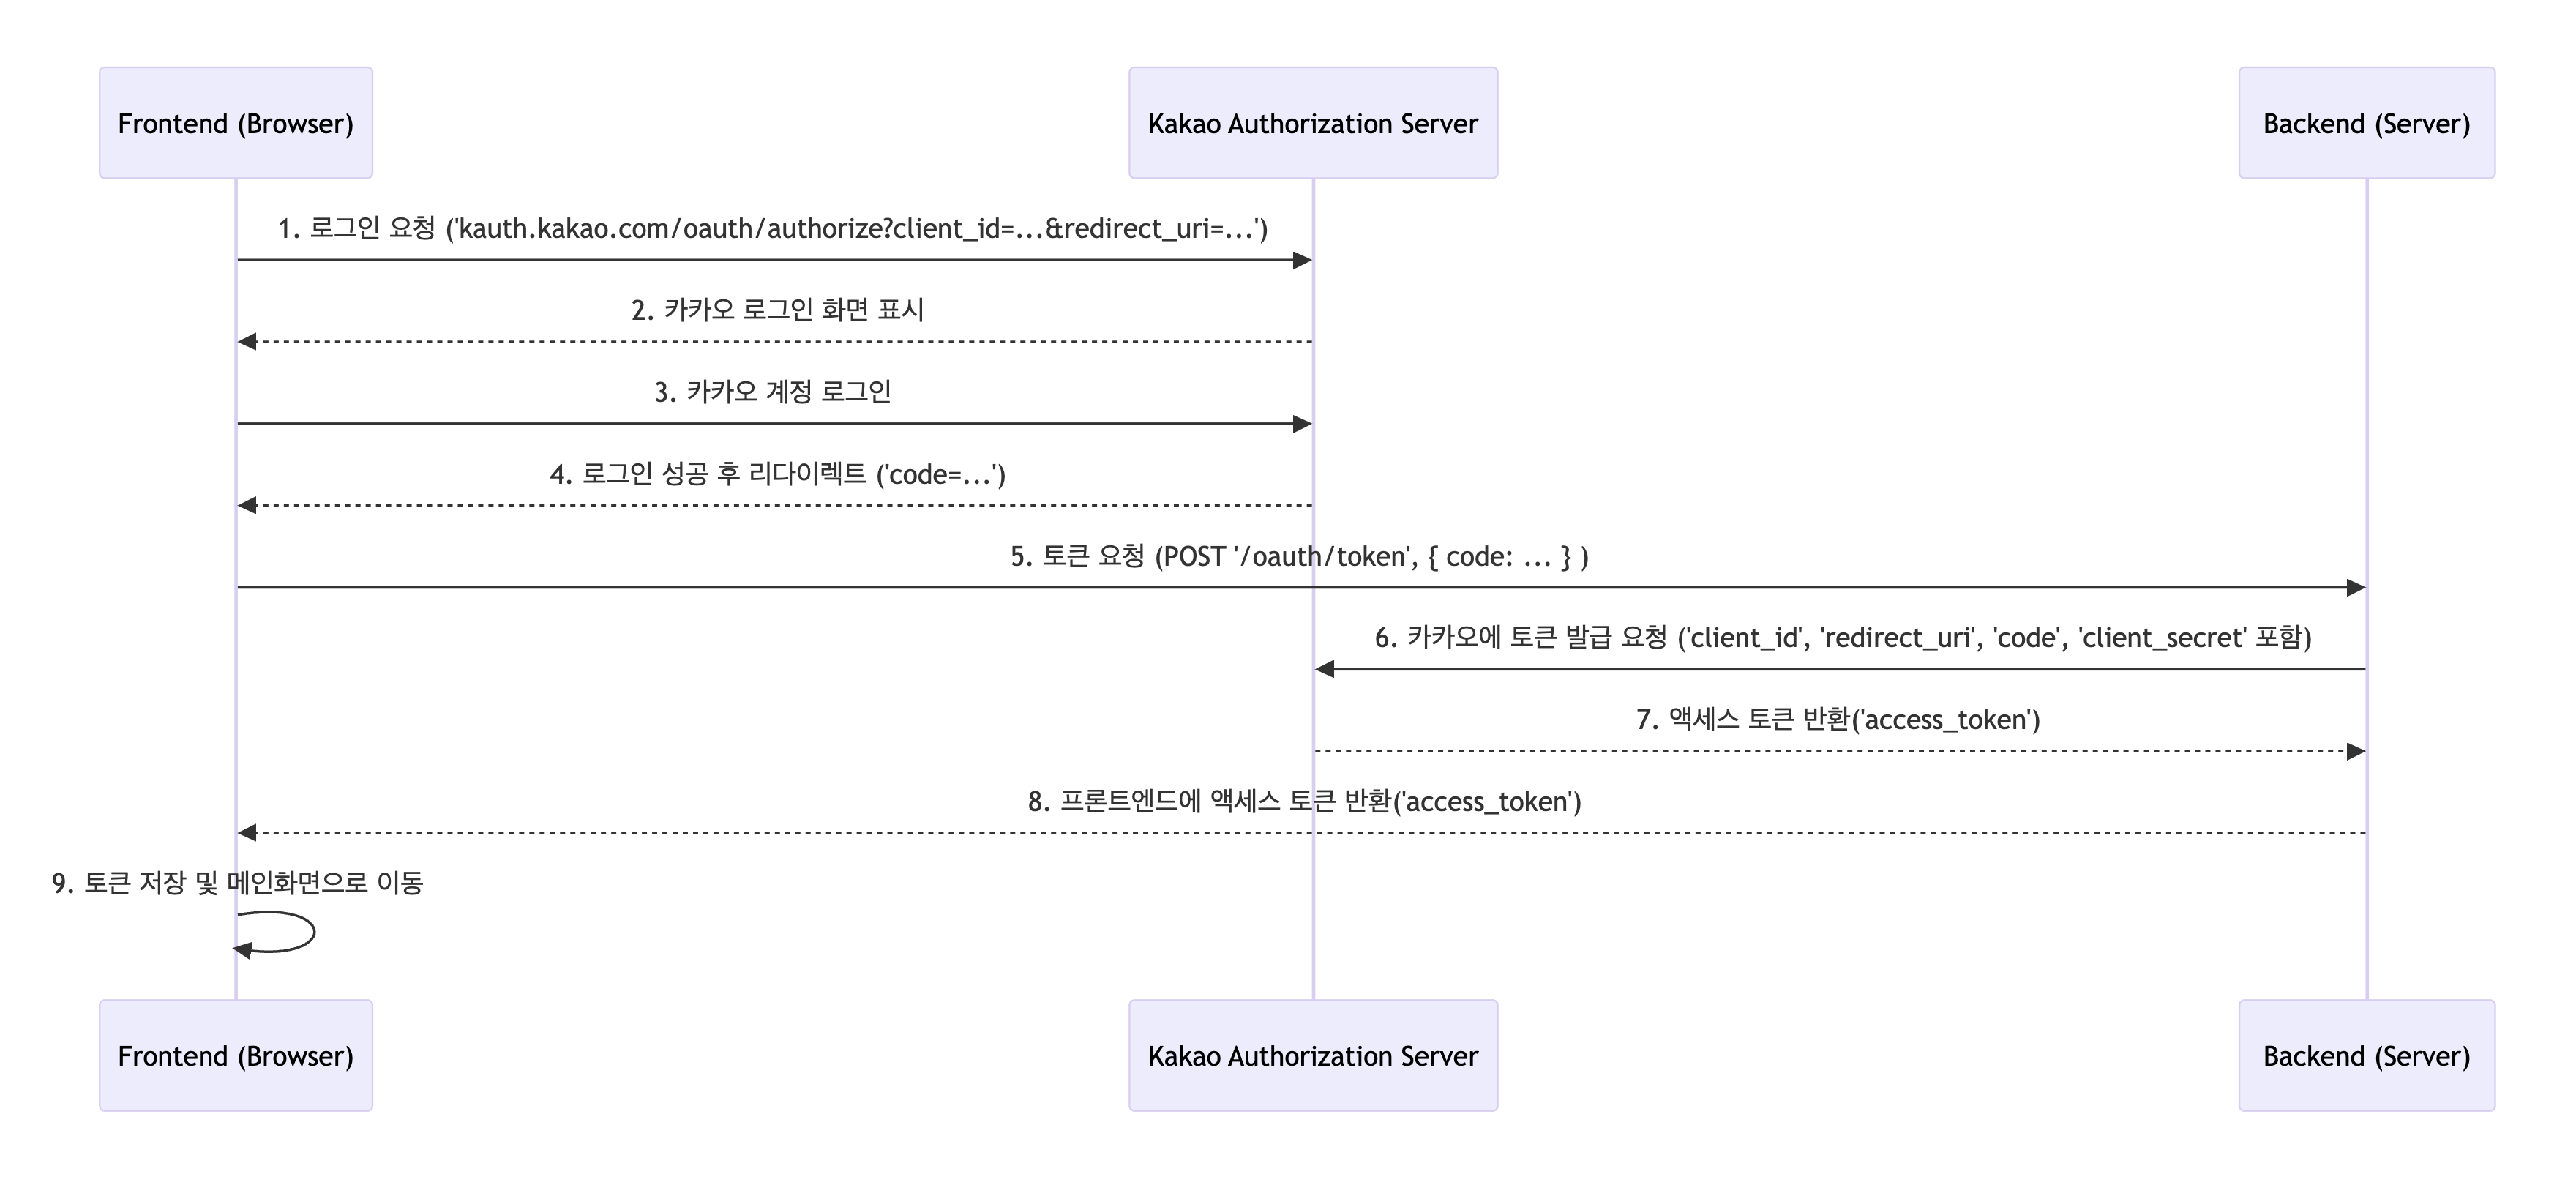 Frontend (Browser)
Kakao Authorization Server
Backend (Server)
1. 로그인 요청 ('kauth.kakao.com/oauth/authorize?client_id=...&redirect_uri=...')
2. 카카오 로그인 화면 표시
3. 카카오 계정 로그인
4. 로그인 성공 후 리다이렉트 ('code=...')
5. 토큰 요청 (POST '/oauth/token', { code: ... } )
6. 카카오에 토큰 발급 요청 ('client_id', 'redirect_uri', 'code', 'client_secret' 포함)
7. 액세스 토큰 반환('access_token')
8. 프론트엔드에 액세스 토큰 반환('access_token')
9. 토큰 저장 및 메인화면으로 이동
Frontend (Browser)
Kakao Authorization Server
Backend (Server)